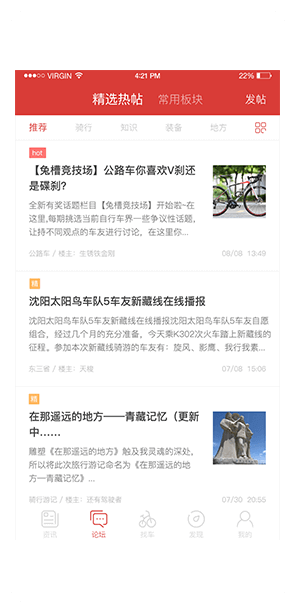 VIRGIN 4:21 PM 22%
精选热帖 常用板块 发帖
推荐 骑行 知识 装备 地方
hot
【兔槽竞技场】公路车你喜欢V刹还
是碟刹?
全新有奖话题栏目【兔槽竞技场】开始啦~在
这里,每期挑选当前自行车界一些争议性话题,
让持不同观点的车友进行讨论, 在这里你...
公路车 / 楼主: 生锈铁金刚 08/08 13:49
精
沈阳太阳鸟车队5车友新藏线在线播报
沈阳太阳鸟车队5车友新藏线在线播报沈阳太阳鸟车队5车友自愿
组合, 经过几个月的充分准备, 今天乘K302次火车踏上新藏线的
征程。参加本次新藏线骑游的车友有: 旋风、影鹰、我行我素...
东三省 / 楼主: 天梭 07/08 15:06
精
在那遥远的地方——青藏记忆（更新
中……
雕塑《在那遥远的地方》触及我灵魂的深处,
所以将此次旅行游记命名为《在那遥远的地
方—青藏记忆》...
骑行游记 / 楼主: 还有驾驶者 07/30 20:55
资讯 论坛 找车 发现 我的